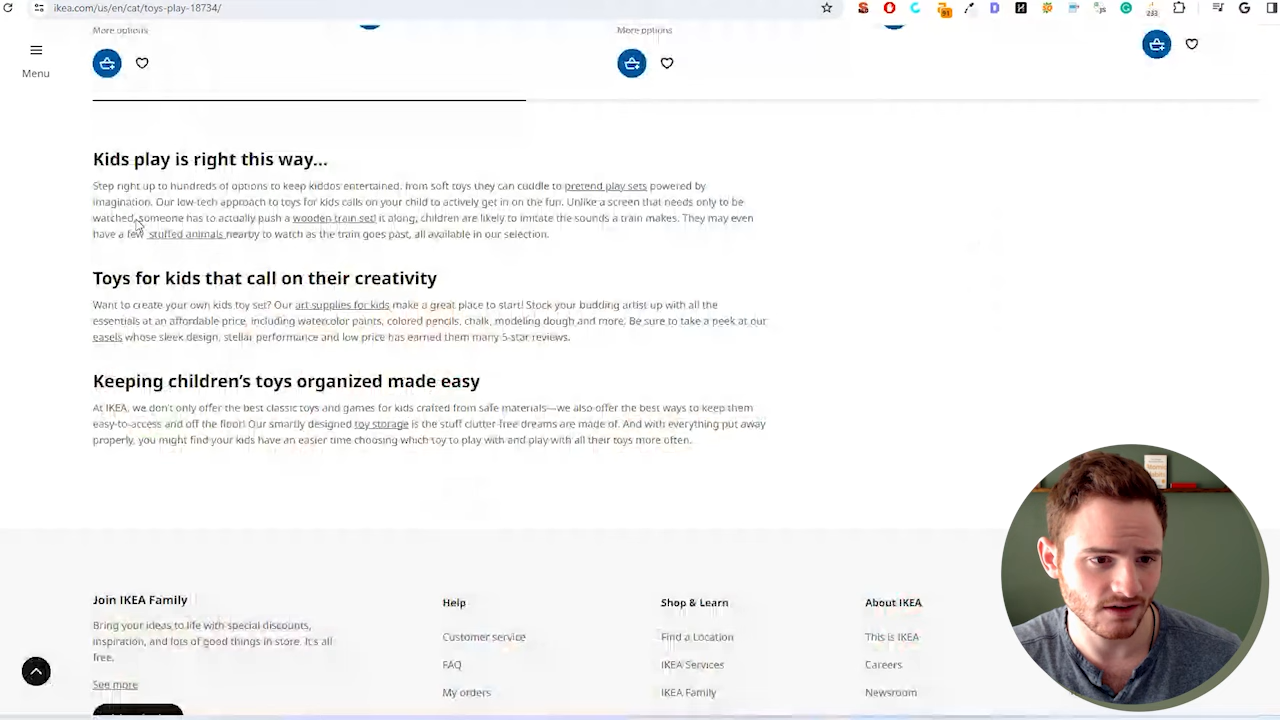 ikea.com/us/en/cat/toys-play-18734/
91
233
More options
More options
Menu
Kids play is right this way...
Step right up to hundreds of options to keep kiddos entertained, from soft toys they can cuddle to pretend play sets powered by
imagination. Our low-tech approach to toys for kids calls on your child to actively get in on the fun. Unlike a screen that needs only to be
watched, someone has to actually push a wooden train set! it along, children are likely to imitate the sounds a train makes. They may even
have a few stuffed animals nearby to watch as the train goes past, all available in our selection.
Toys for kids that call on their creativity
Want to create your own kids toy set? Our art supplies for kids make a great place to start! Stock your budding artist up with all the
essentials at an affordable price, including watercolor paints, colored pencils, chalk, modeling dough and more. Be sure to take a peek at our
easels whose sleek design, stellar performance and low price has earned them many 5-star reviews.
Keeping children's toys organized made easy
At IKEA, we don't only offer the best classic toys and games for kids crafted from safe materials—we also offer the best ways to keep them
easy-to-access and off the floor! Our smartly designed toy storage is the stuff clutter-free dreams are made of. And with everything put away
properly, you might find your kids have an easier time choosing which toy to play with and play with all their toys more often.
Join IKEA Family
Bring your ideas to life with special discounts,
inspiration, and lots of good things in store. It's all
free.
See more
Help
Customer service
FAQ
My orders
Shop & Learn
Find a Location
IKEA Services
IKEA Family
About IKEA
This is IKEA
Careers
Newsroom